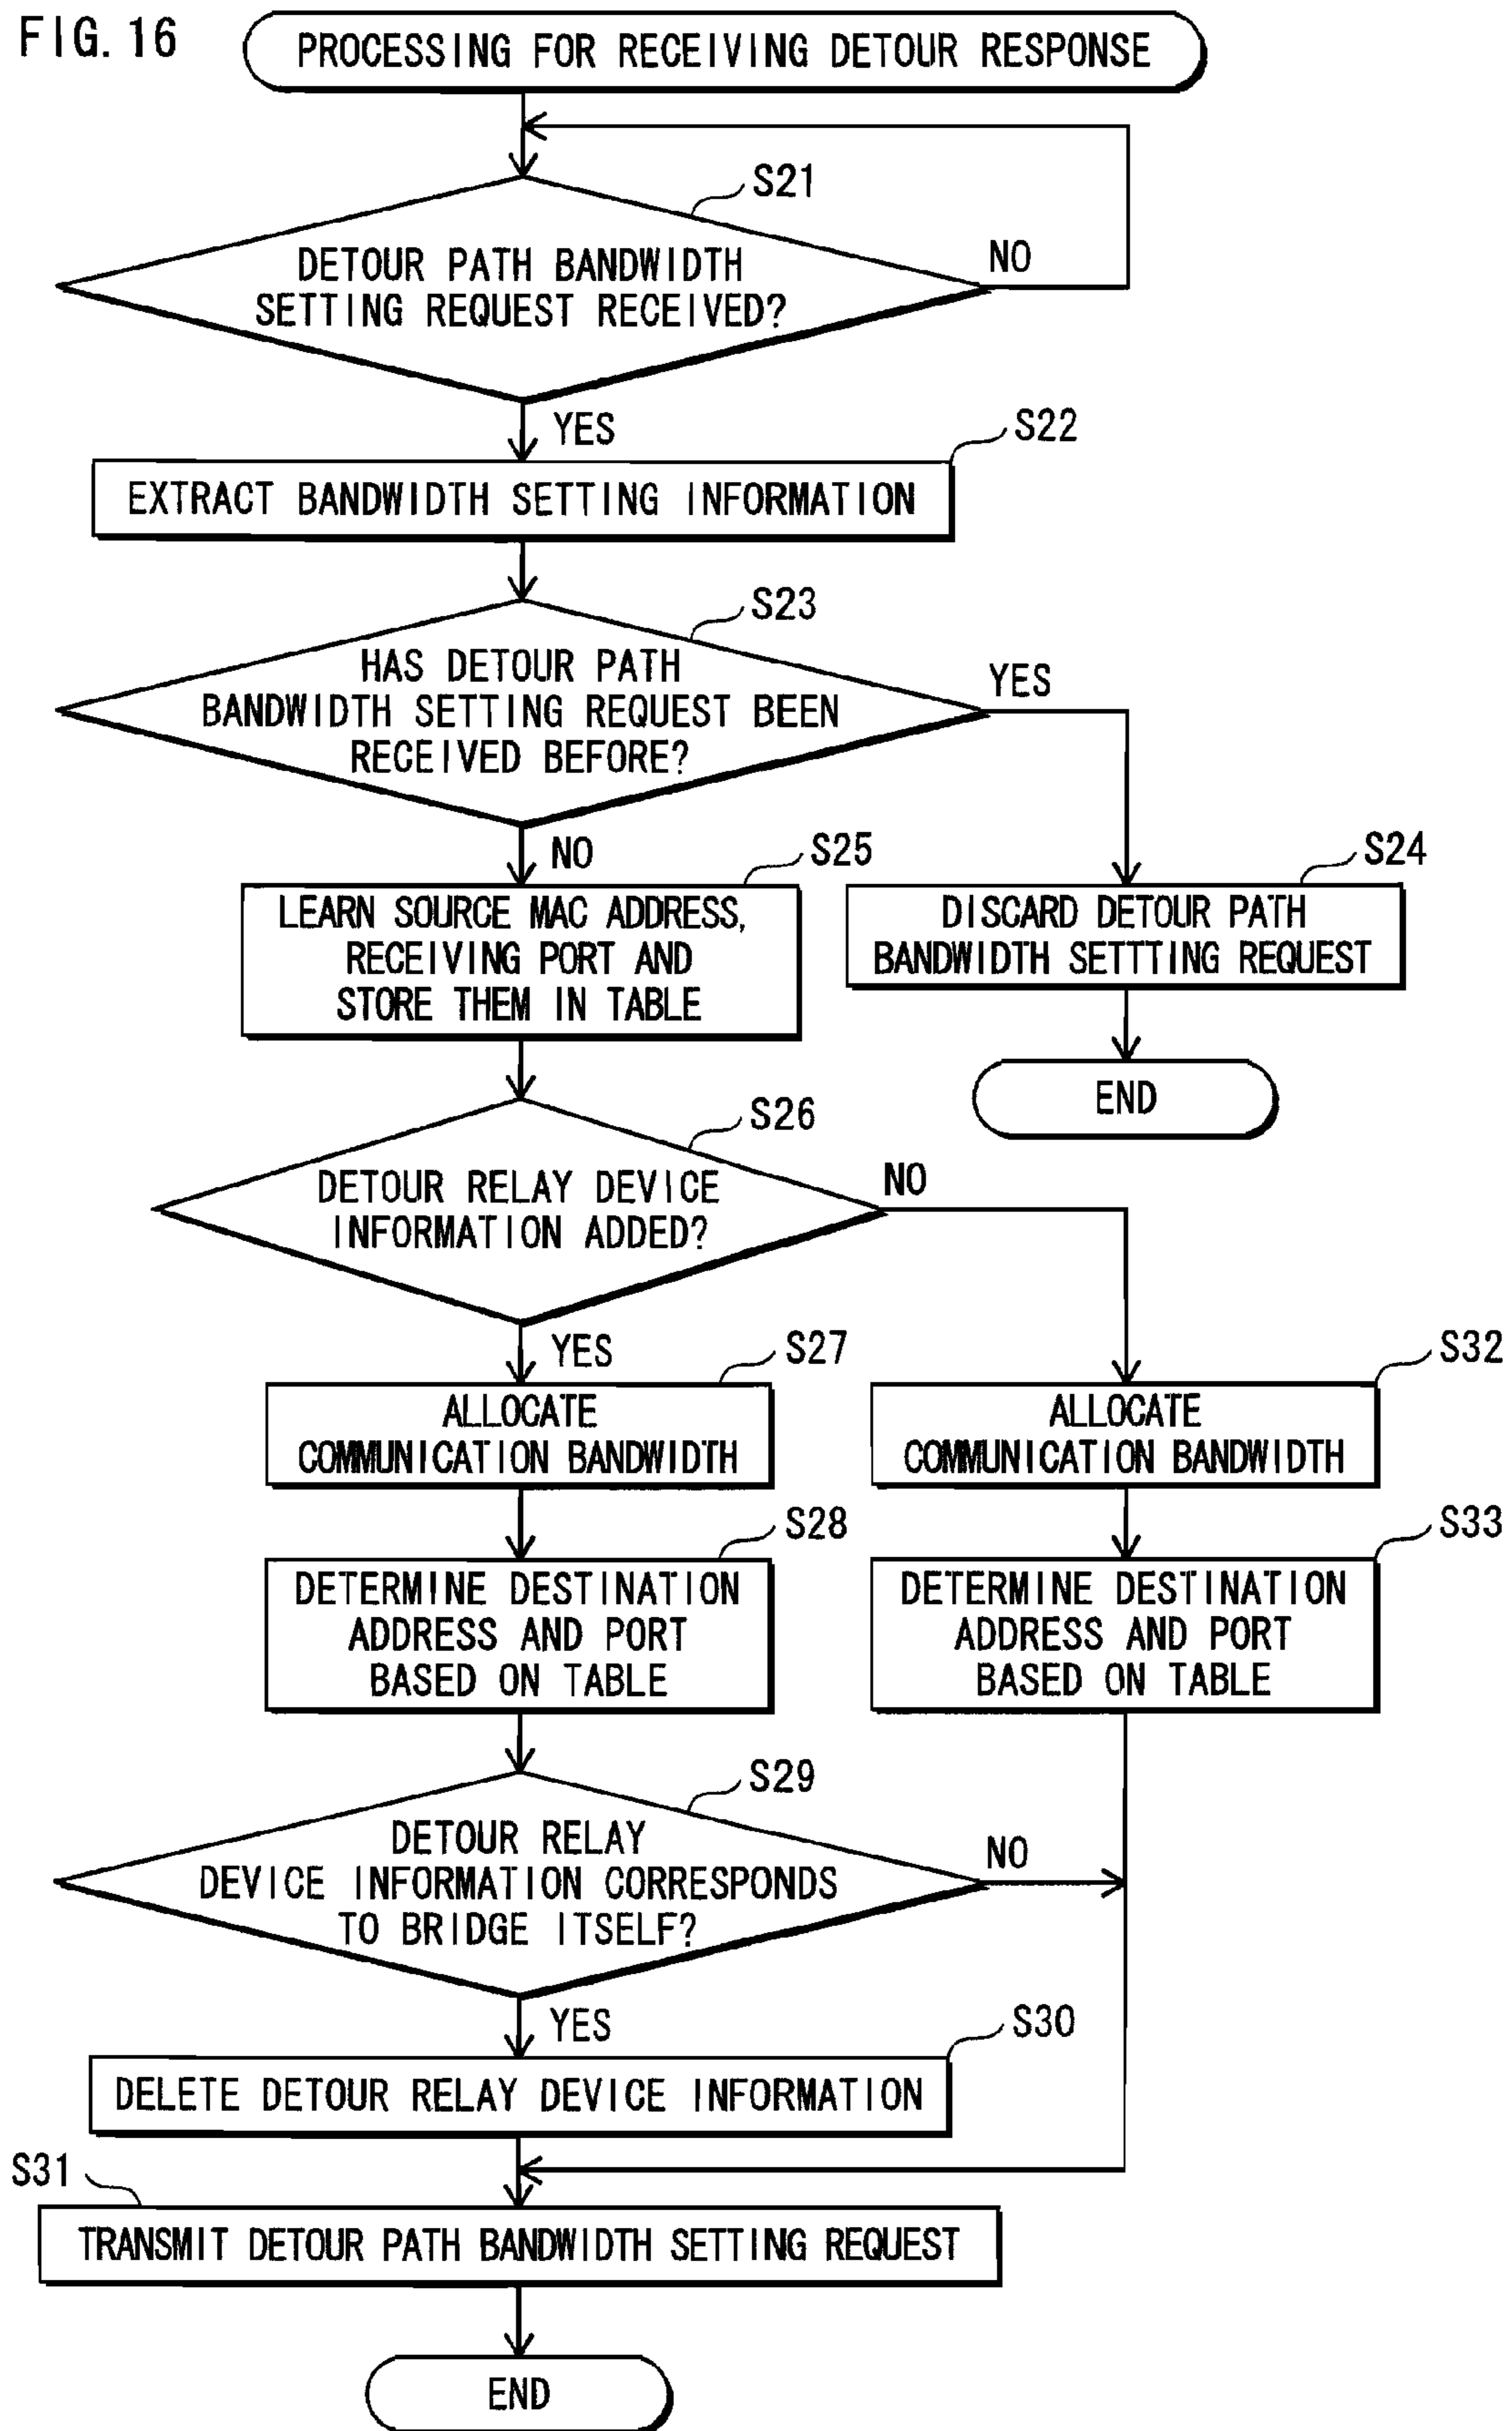 FIG. 16
PROCESSING FOR RECEIVING DETOUR RESPONSE
S21
DETOUR PATH BANDWIDTH
SETTING REQUEST RECEIVED?
NO
YES
S22
EXTRACT BANDWIDTH SETTING INFORMATION
S23
HAS DETOUR PATH
BANDWIDTH SETTING REQUEST BEEN
RECEIVED BEFORE?
YES
NO
S25
LEARN SOURCE MAC ADDRESS,
RECEIVING PORT AND
STORE THEM IN TABLE
S24
DISCARD DETOUR PATH
BANDWIDTH SETTTING REQUEST
END
S26
DETOUR RELAY DEVICE
INFORMATION ADDED?
NO
YES
S27
ALLOCATE
COMMUNICATION BANDWIDTH
S32
ALLOCATE
COMMUNICATION BANDWIDTH
S28
DETERMINE DESTINATION
ADDRESS AND PORT
BASED ON TABLE
S33
DETERMINE DESTINATION
ADDRESS AND PORT
BASED ON TABLE
S29
DETOUR RELAY
DEVICE INFORMATION CORRESPONDS
TO BRIDGE ITSELF?
NO
YES
S30
DELETE DETOUR RELAY DEVICE INFORMATION
S31
TRANSMIT DETOUR PATH BANDWIDTH SETTING REQUEST
END